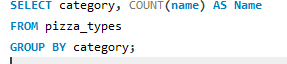 SELECT category, COUNT(name) AS Name
FROM pizza_types
GROUP BY category;